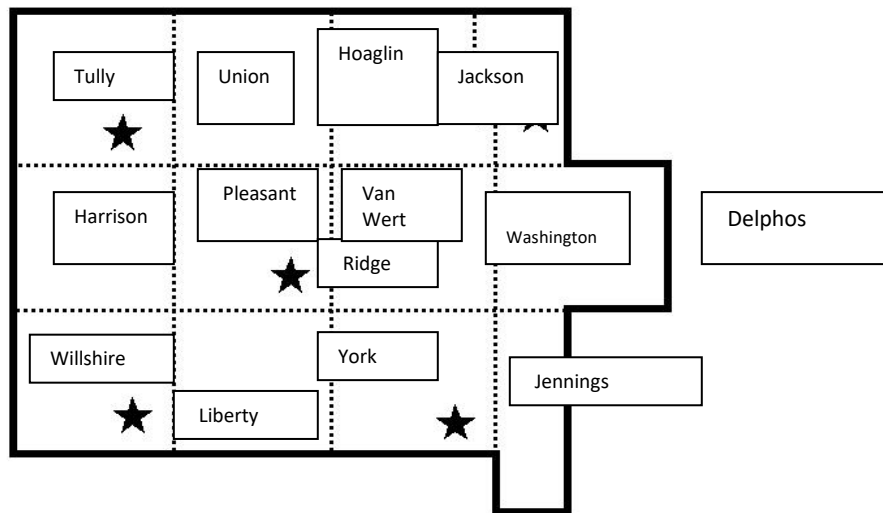 Tully
Union
Hoaglin
Jackson
Harrison
Pleasant
Van
Wert
Washington
Delphos
Ridge
Willshire
York
Jennings
Liberty